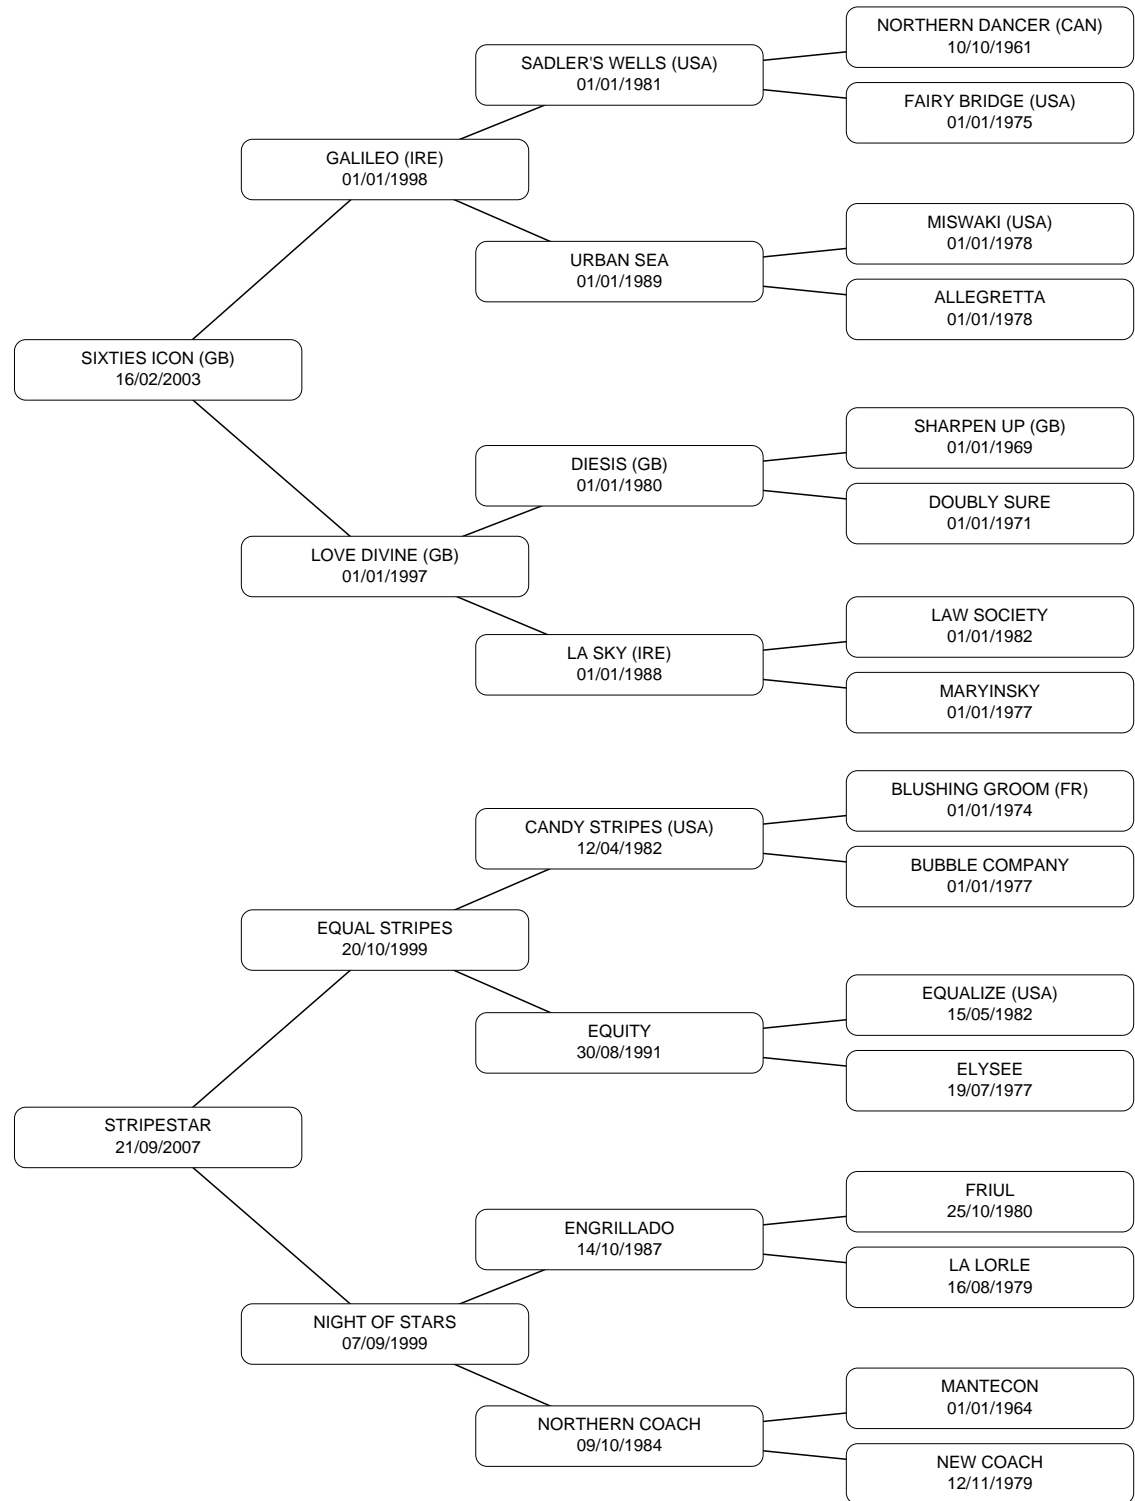 NORTHERN DANCER (CAN)
10/10/1961
SADLER'S WELLS (USA)
01/01/1981
FAIRY BRIDGE (USA)
01/01/1975
GALILEO (IRE)
01/01/1998
MISWAKI (USA)
01/01/1978
URBAN SEA
01/01/1989
ALLEGRETTA
01/01/1978
SIXTIES ICON (GB)
16/02/2003
SHARPEN UP (GB)
01/01/1969
DIESIS (GB)
01/01/1980
DOUBLY SURE
01/01/1971
LOVE DIVINE (GB)
01/01/1997
LAW SOCIETY
01/01/1982
LA SKY (IRE)
01/01/1988
MARYINSKY
01/01/1977
BLUSHING GROOM (FR)
01/01/1974
CANDY STRIPES (USA)
12/04/1982
BUBBLE COMPANY
01/01/1977
EQUAL STRIPES
20/10/1999
EQUALIZE (USA)
15/05/1982
EQUITY
30/08/1991
ELYSEE
19/07/1977
STRIPESTAR
21/09/2007
FRIUL
25/10/1980
ENGRILLADO
14/10/1987
LA LORLE
16/08/1979
NIGHT OF STARS
07/09/1999
MANTECON
01/01/1964
NORTHERN COACH
09/10/1984
NEW COACH
12/11/1979